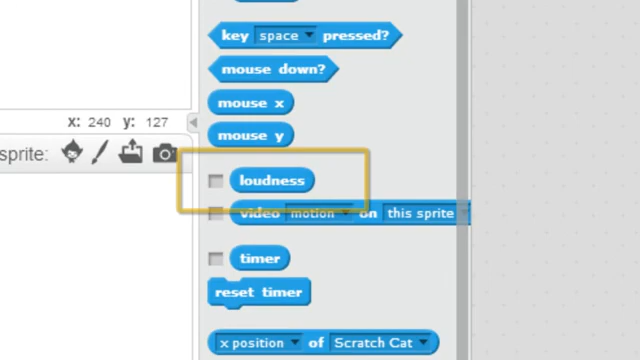 key space pressed?
mouse down?
mouse x
mouse y
x: 240 y: 127
sprite:
loudness
video motion on this sprite
timer
reset timer
x position of Scratch Cat